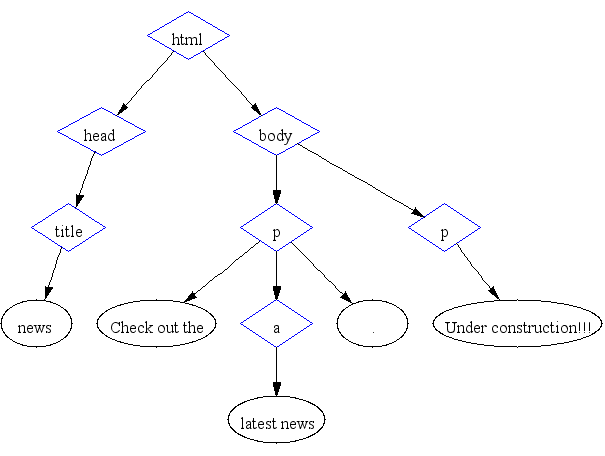 html
head
body
title
p
p
news
Check out the
a
.
Under construction!!!
latest news